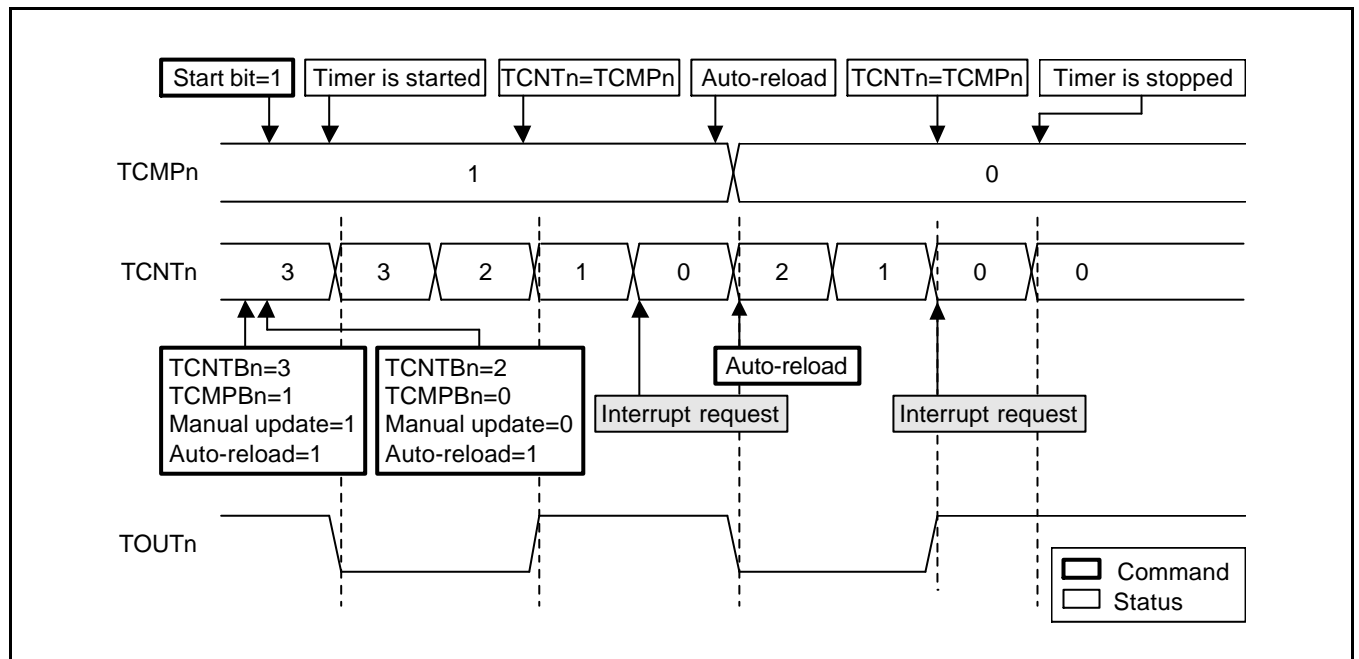 Start bit=1
Timer is started
TCNTn=TCMPn
Auto-reload
TCNTn=TCMPn
Timer is stopped
TCMPn
1
0
TCNTn
3
3
2
1
0
2
1
0
0
TCNTBn=3
TCMPBn=1
Manual update=1
Auto-reload=1
TCNTBn=2
TCMPBn=0
Manual update=0
Auto-reload=1
Interrupt request
Auto-reload
Interrupt request
TOUTn
Command
Status